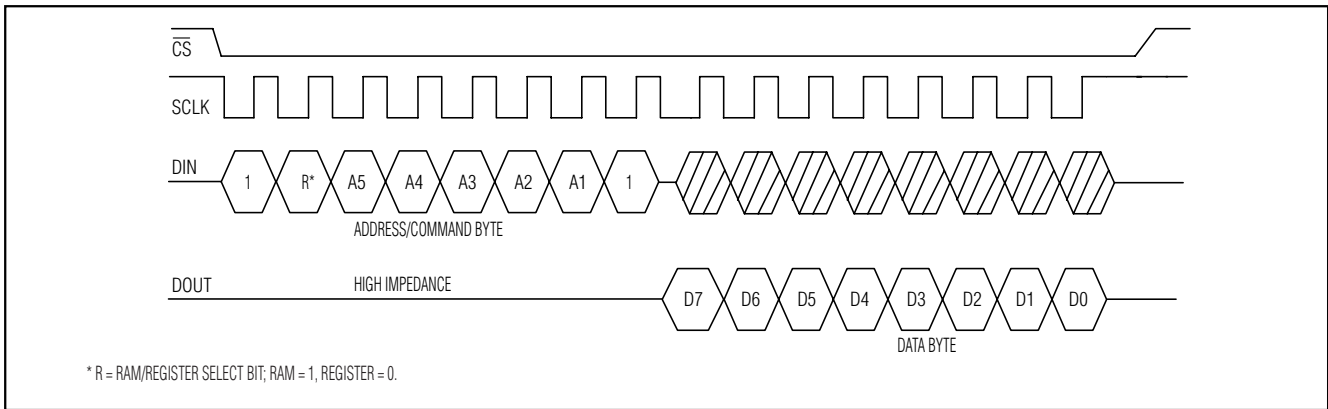 CS
SCLK
DIN
1 R* A5 A4 A3 A2 A1 1
ADDRESS/COMMAND BYTE
DOUT
HIGH IMPEDANCE
D7 D6 D5 D4 D3 D2 D1 D0
DATA BYTE
* R = RAM/REGISTER SELECT BIT; RAM = 1, REGISTER = 0.